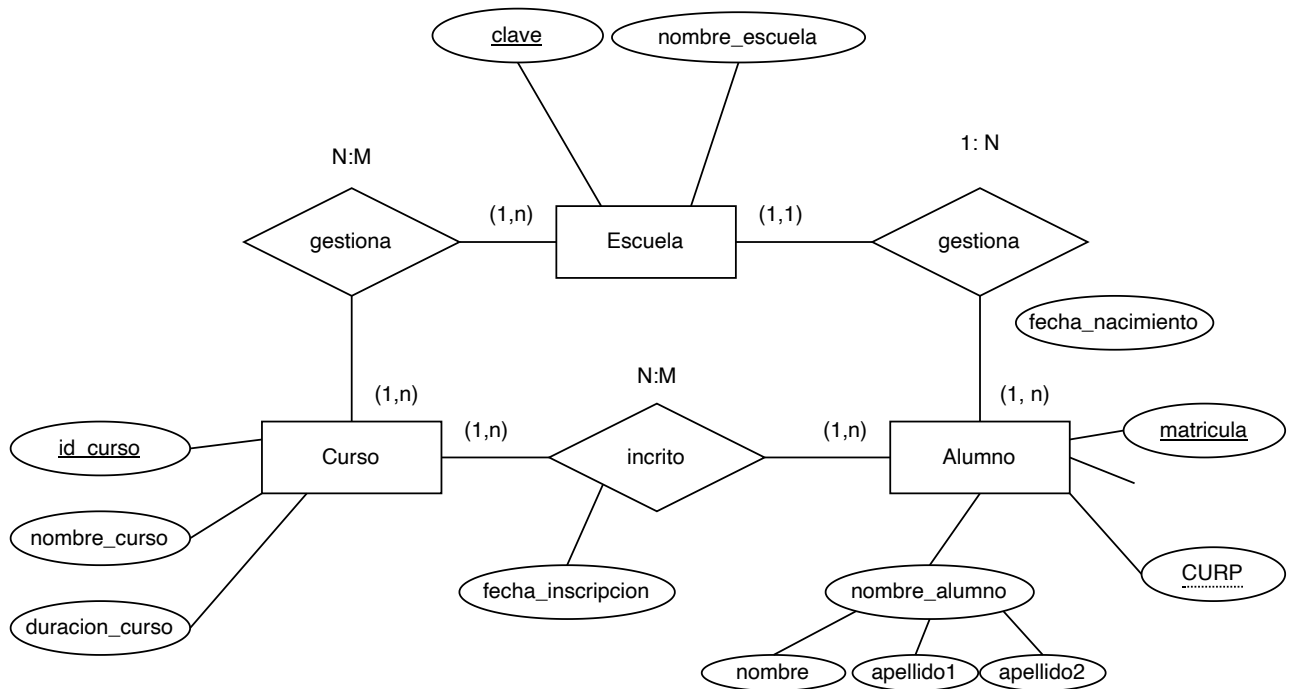 clave
nombre_escuela
N:M
1: N
(1,n)
(1,1)
gestiona
Escuela
gestiona
fecha_nacimiento
(1,n)
N:M
(1, n)
(1,n)
(1,n)
id_curso
Curso
incrito
Alumno
matricula
nombre_curso
fecha_inscripcion
nombre_alumno
CURP
duracion_curso
nombre
apellido1
apellido2